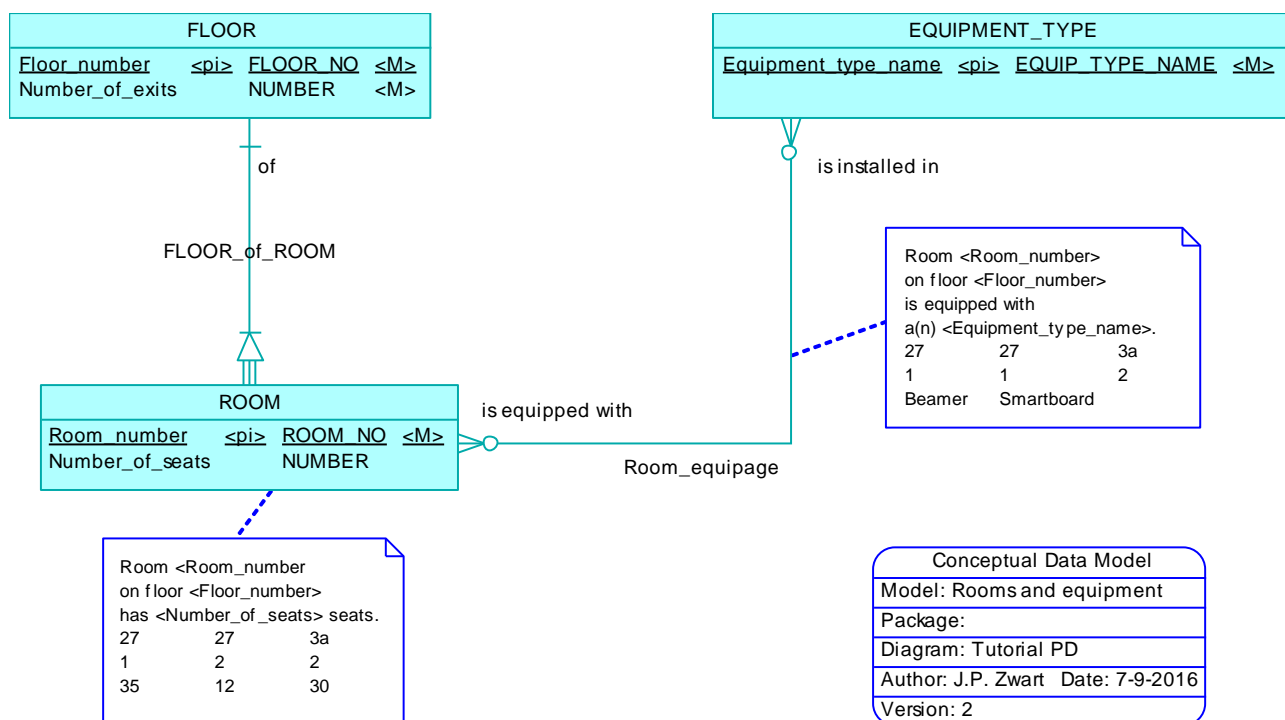 FLOOR
Floor_number <pi> FLOOR_NO <M>
Number_of_exits NUMBER <M>
EQUIPMENT_TYPE
Equipment_type_name <pi> EQUIP_TYPE_NAME <M>
of
is installed in
FLOOR_of_ROOM
Room <Room_number>
on floor <Floor_number>
is equipped with
a(n) <Equipment_type_name>.
27 27 3a
1 1 2
Beamer Smartboard
ROOM
Room_number <pi> ROOM_NO <M>
Number_of_seats NUMBER
is equipped with
Room_equipage
Room <Room_number
on floor <Floor_number>
has <Number_of_seats> seats.
27 27 3a
1 2 2
35 12 30
Conceptual Data Model
Model: Rooms and equipment
Package:
Diagram: Tutorial PD
Author: J.P. Zwart Date: 7-9-2016
Version: 2